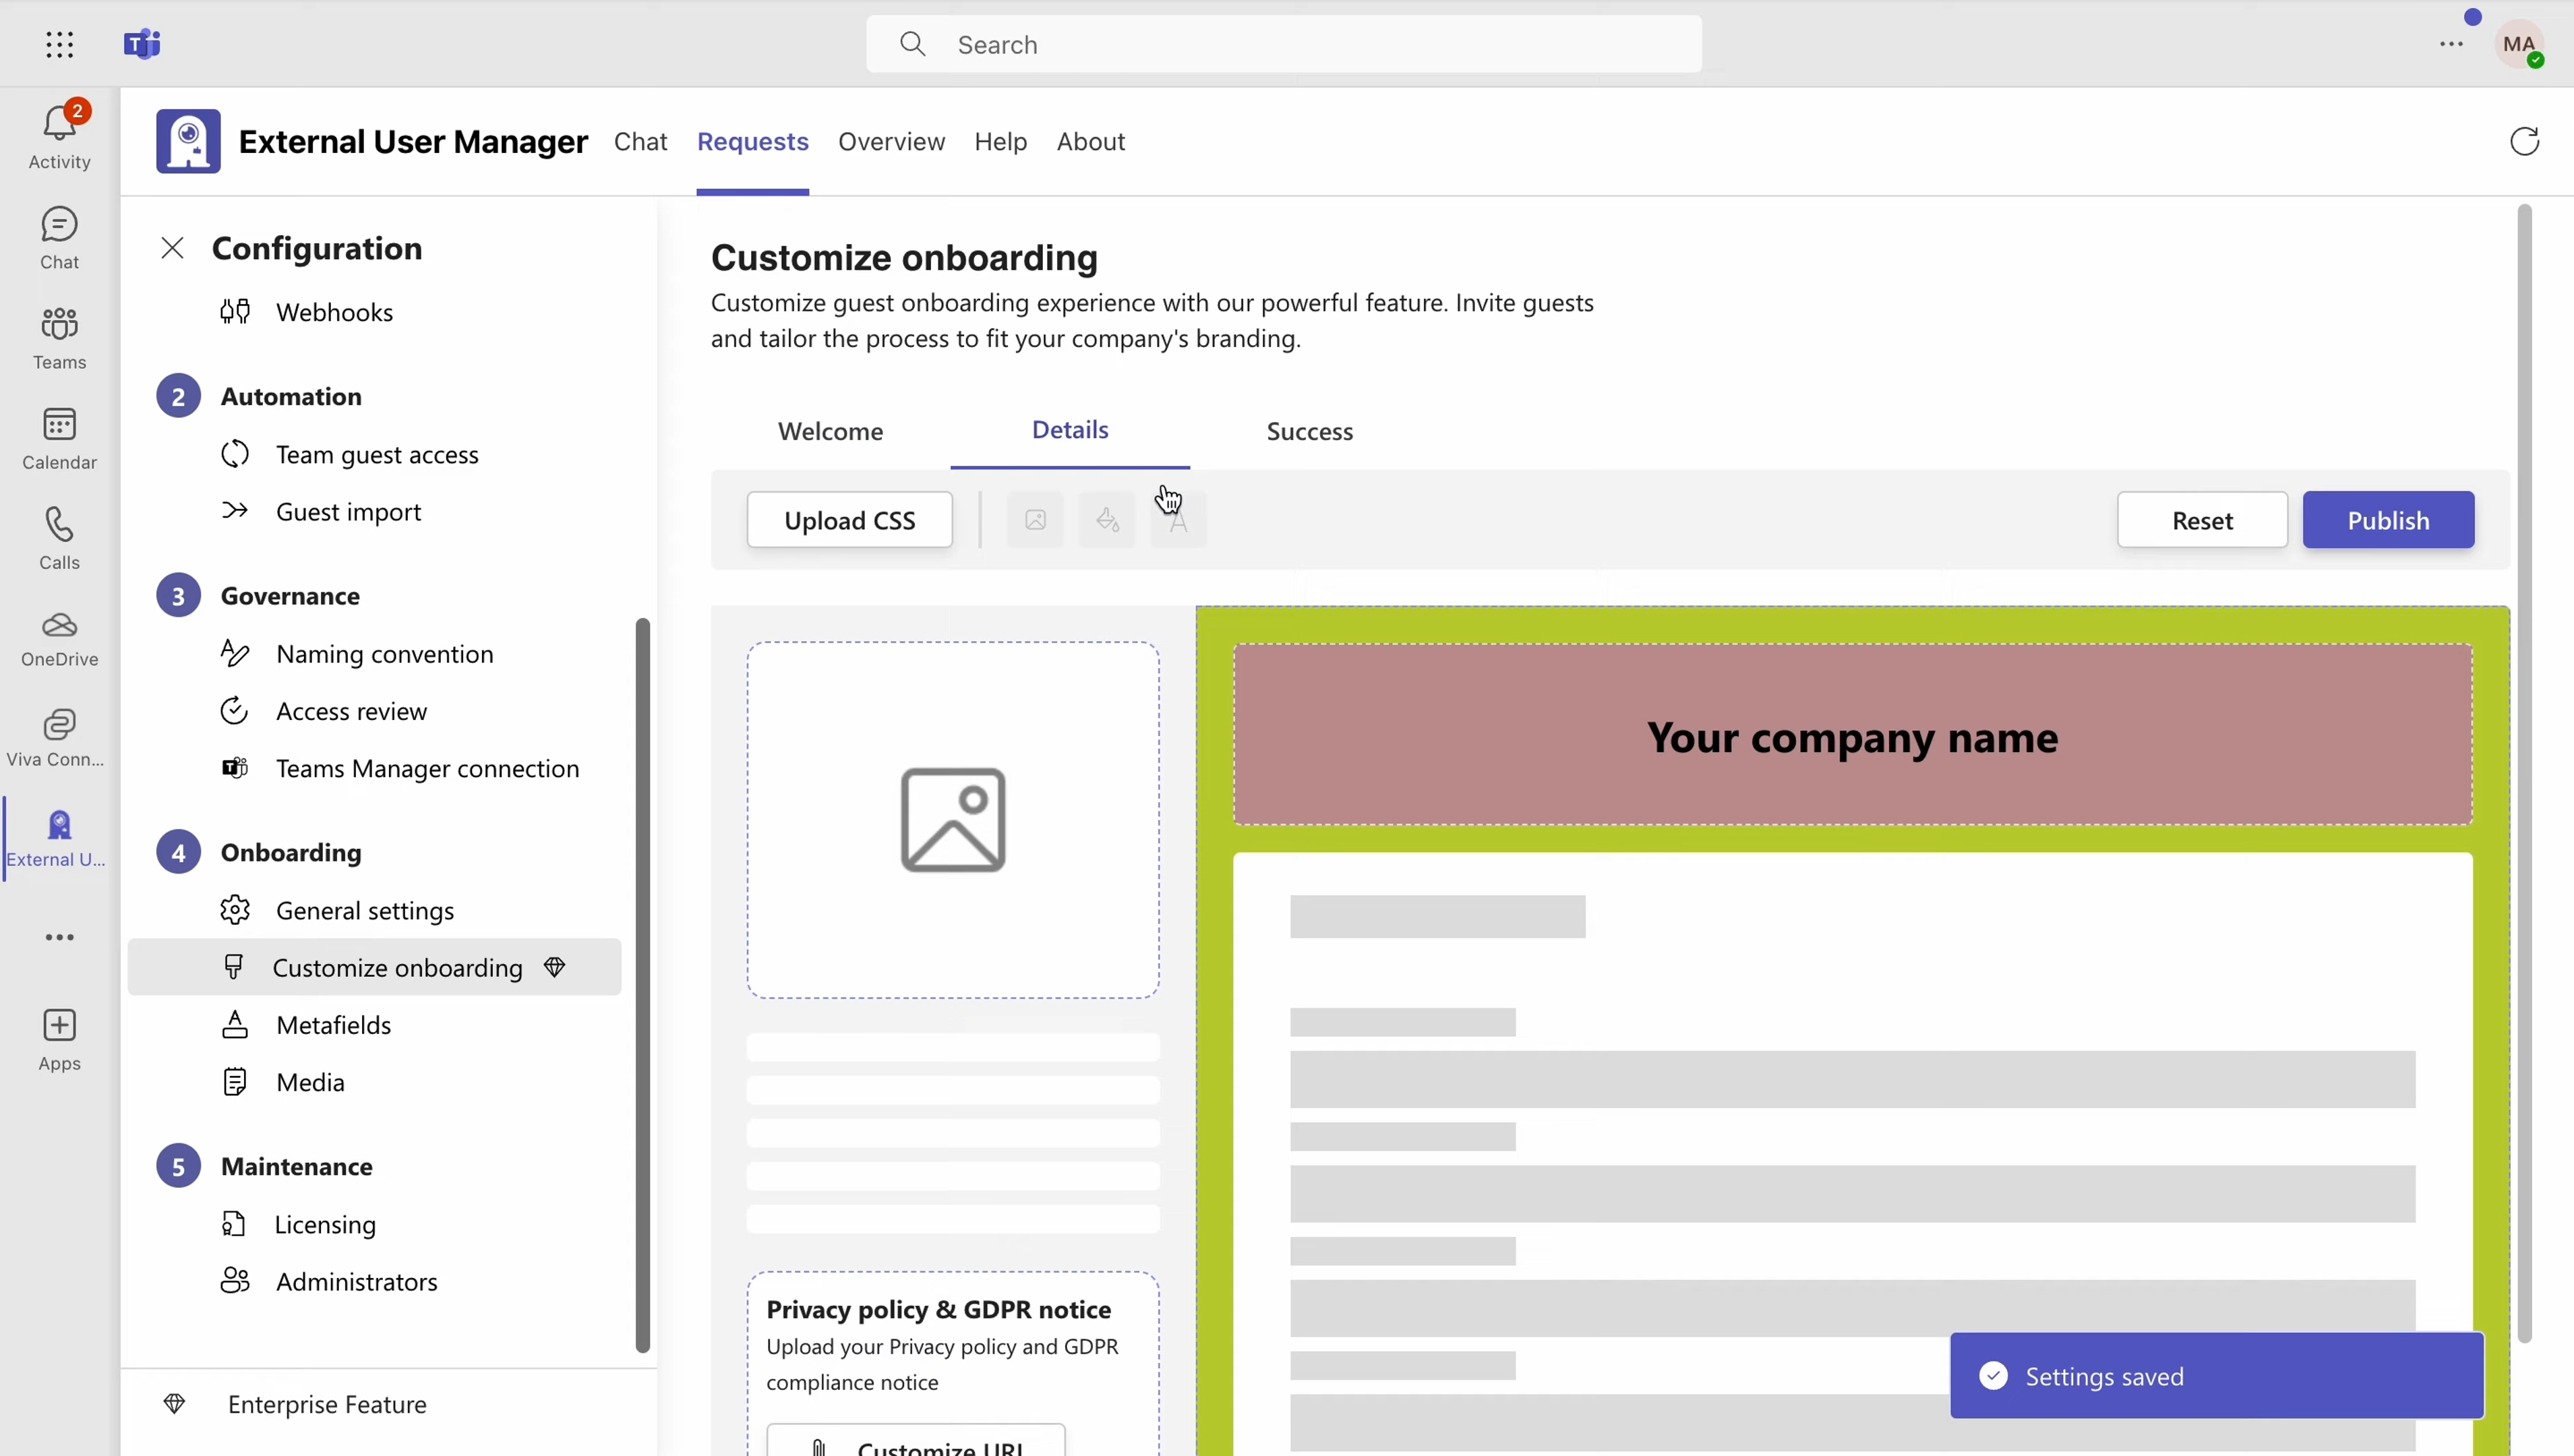 Search
MA
2
Activity
Chat
Teams
Calendar
Calls
OneDrive
Viva Conn...
External U...
Apps
External User Manager
Chat
Requests
Overview
Help
About
Configuration
Webhooks
2 Automation
Team guest access
Guest import
3 Governance
Naming convention
Access review
Teams Manager connection
4 Onboarding
General settings
Customize onboarding
Metafields
Media
5 Maintenance
Licensing
Administrators
Enterprise Feature
Customize onboarding
Customize guest onboarding experience with our powerful feature. Invite guests
and tailor the process to fit your company's branding.
Welcome
Details
Success
Upload CSS
Reset
Publish
Your company name
Privacy policy & GDPR notice
Upload your Privacy policy and GDPR
compliance notice
Customize URL
Settings saved